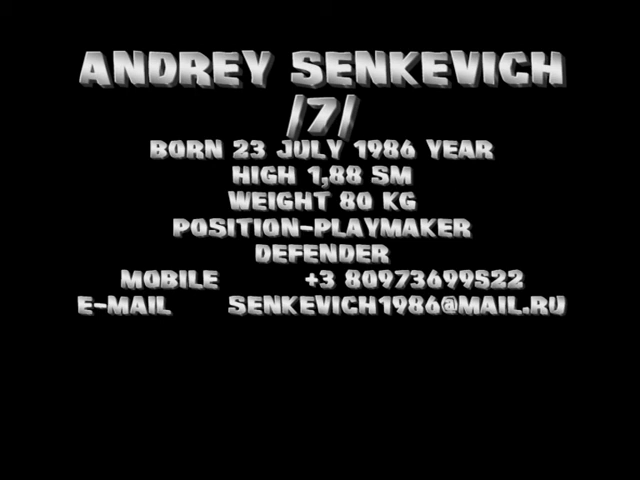 ANDREY SENKEVICH
|7|
BORN 23 JULY 1986 YEAR
HIGH 1,88 SM
WEIGHT 80 KG
POSITION-PLAYMAKER
DEFENDER
MOBILE +3 80973699522
E-MAIL SENKEVICH1986@MAIL.RU